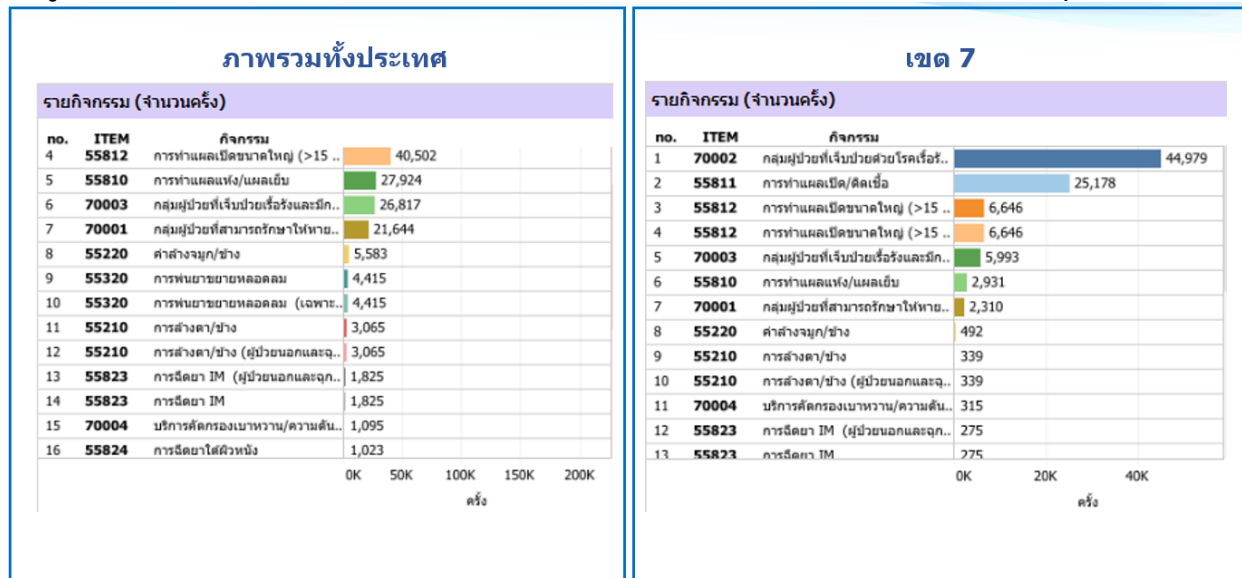 ภาพรวมทั้งประเทศ
รายกิจกรรม (จำนวนครั้ง)
no. ITEM กิจกรรม
4 55812 การทำแผลเปิดขนาดใหญ่ (>15 .. 40,502
5 55810 การทำแผลแห้ง/แผลเย็บ 27,924
6 70003 กลุ่มผู้ป่วยที่เจ็บป่วยเรื้อรังและมีก.. 26,817
7 70001 กลุ่มผู้ป่วยที่สามารถรักษาให้หาย.. 21,644
8 55220 ค่าล้างจมูก/ข้าง 5,583
9 55320 การพ่นยาขยายหลอดลม 4,415
10 55320 การพ่นยาขยายหลอดลม (เฉพาะ.. 4,415
11 55210 การล้างตา/ข้าง 3,065
12 55210 การล้างตา/ข้าง (ผู้ป่วยนอกและฉุ.. 3,065
13 55823 การฉีดยา IM (ผู้ป่วยนอกและฉุก.. 1,825
14 55823 การฉีดยา IM 1,825
15 70004 บริการคัดกรองเบาหวาน/ความดัน.. 1,095
16 55824 การฉีดยาใต้ผิวหนัง 1,023
0K 50K 100K 150K 200K
ครั้ง
เขต 7
รายกิจกรรม (จำนวนครั้ง)
no. ITEM กิจกรรม
1 70002 กลุ่มผู้ป่วยที่เจ็บป่วยด้วยโรคเรื้อรั.. 44,979
2 55811 การทำแผลเปิด/ติดเชื้อ 25,178
3 55812 การทำแผลเปิดขนาดใหญ่ (>15 .. 6,646
4 55812 การทำแผลเปิดขนาดใหญ่ (>15 .. 6,646
5 70003 กลุ่มผู้ป่วยที่เจ็บป่วยเรื้อรังและมีก.. 5,993
6 55810 การทำแผลแห้ง/แผลเย็บ 2,931
7 70001 กลุ่มผู้ป่วยที่สามารถรักษาให้หาย.. 2,310
8 55220 ค่าล้างจมูก/ข้าง 492
9 55210 การล้างตา/ข้าง 339
10 55210 การล้างตา/ข้าง (ผู้ป่วยนอกและฉุ.. 339
11 70004 บริการคัดกรองเบาหวาน/ความดัน.. 315
12 55823 การฉีดยา IM (ผู้ป่วยนอกและฉุก.. 275
13 55823 การฉีดยา IM 275
0K 20K 40K
ครั้ง